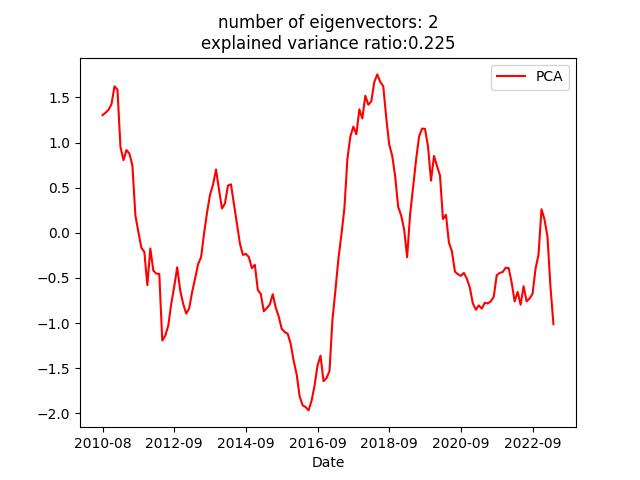 number of eigenvectors: 2
explained variance ratio:0.225
PCA
1.5
1.0
0.5
0.0
−0.5
−1.0
−1.5
−2.0
2010-08 2012-09 2014-09 2016-09 2018-09 2020-09 2022-09
Date